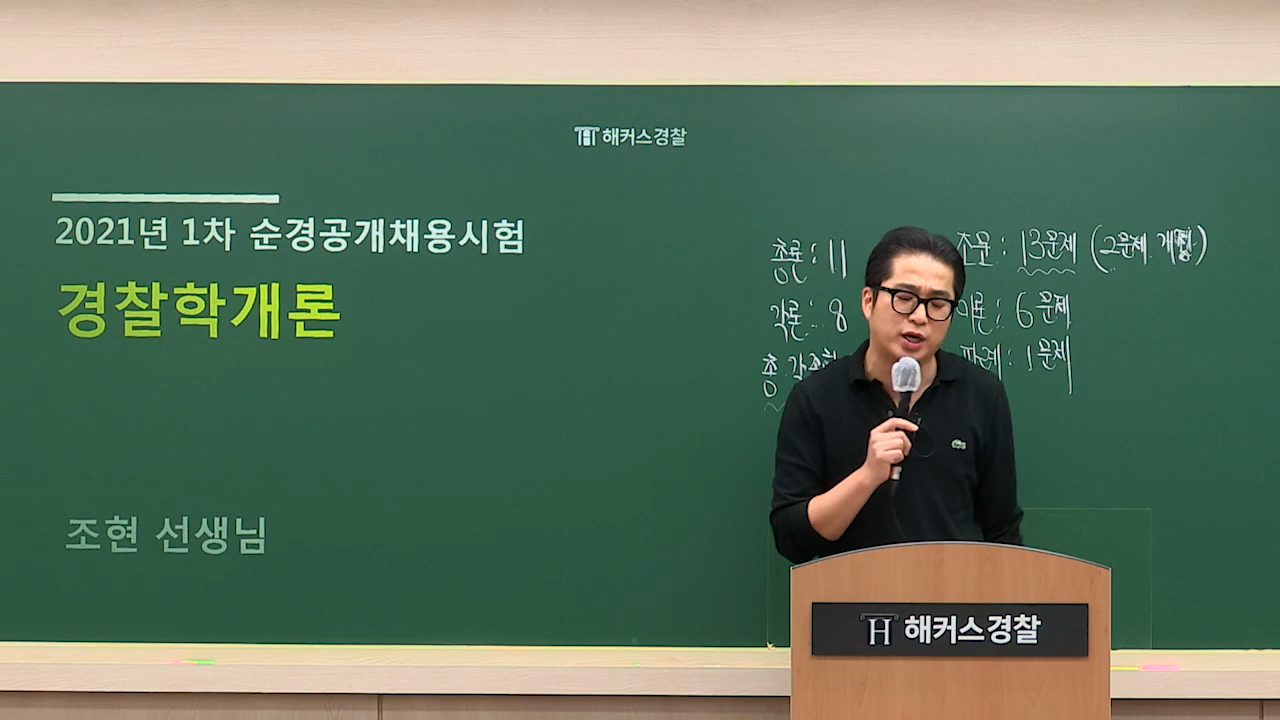 해커스경찰
2021년 1차 순경공개채용시험
경찰학개론
조현 선생님
총론 : 11
각론 : 8
총 각
조문 : 13문제 (2문제 개정)
이론 : 6문제
판례 : 1문제
H 해커스경찰